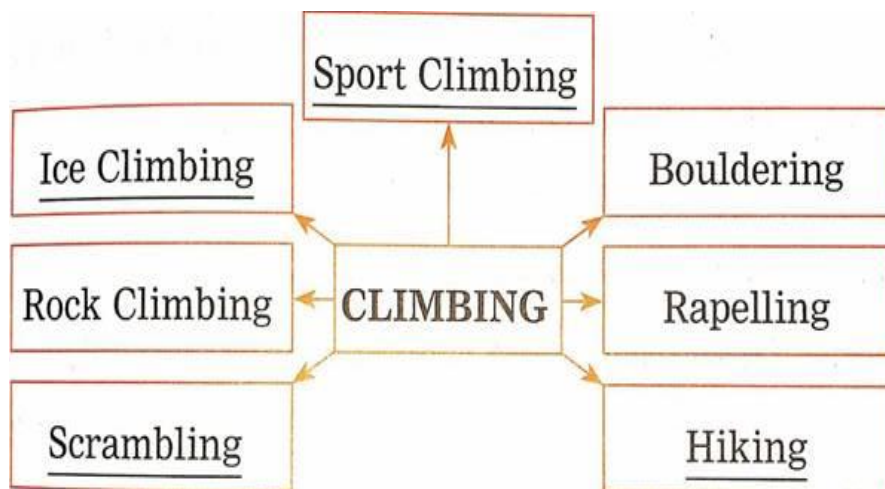 Sport Climbing
Ice Climbing
Bouldering
Rock Climbing
CLIMBING
Rapelling
Scrambling
Hiking